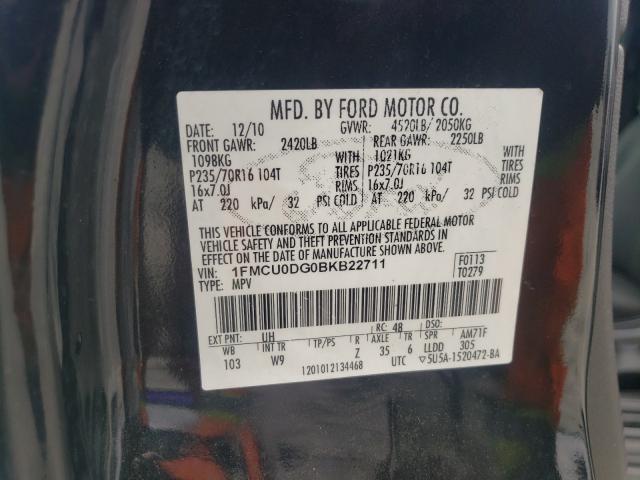 MFD. BY FORD MOTOR CO.
DATE: 12/10 GVWR: 4520LB/ 2050KG
FRONT GAWR: 2420LB REAR GAWR: 2250LB
1098KG WITH 1021KG WITH
P235/70R16 104T TIRES P235/70R16 104T TIRES
16x7.0J RIMS 16x7.0J RIMS
AT 220 kPa/ 32 PSI COLD AT 220 kPa/ 32 PSI COLD
THIS VEHICLE CONFORMS TO ALL APPLICABLE FEDERAL MOTOR
VEHICLE SAFETY AND THEFT PREVENTION STANDARDS IN
EFFECT ON THE DATE OF MANUFACTURE SHOWN ABOVE.
VIN: 1FMCU0DG0BKB22711 F0113
TYPE: MPV T0279
EXT PNT: UH RC: 48 DSO:
WB INT TR TP/PS R AXLE TR SPR AM71F
103 W9 Z 35 6 LLDD 305
1201012134468 UTC ▽5U5A-1520472-BA